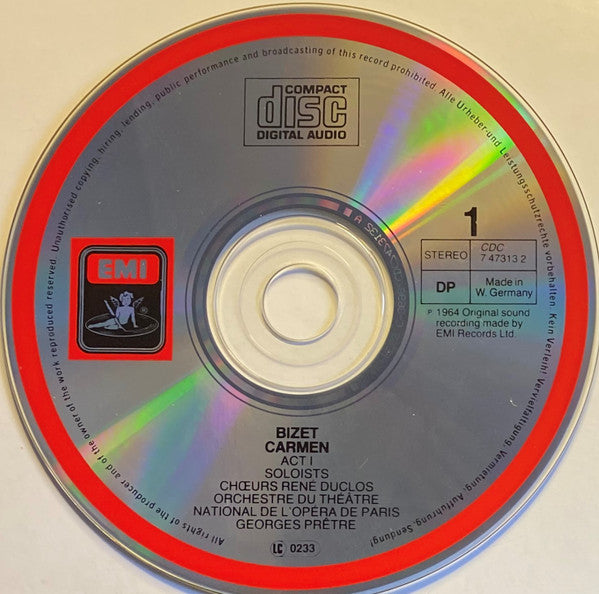 All rights of the producer and of the owner of the work reproduced reserved. Unauthorised copying, hiring, lending, public performance and broadcasting of this record prohibited. Alle Urheber-und Leistungsschutzrechte vorbehalten. Kein Verleih! Vervielfältigung, Vermietung, Aufführung, Sendung!
COMPACT
disc
DIGITAL AUDIO
1
STEREO
CDC
7 47313 2
DP
Made in
W. Germany
℗ 1964 Original sound
recording made by
EMI Records Ltd.
EMI
®
BIZET
CARMEN
ACT I
SOLOISTS
CHŒURS RENÉ DUCLOS
ORCHESTRE DU THÉÂTRE
NATIONAL DE L'OPÉRA DE PARIS
GEORGES PRÊTRE
LC 0233